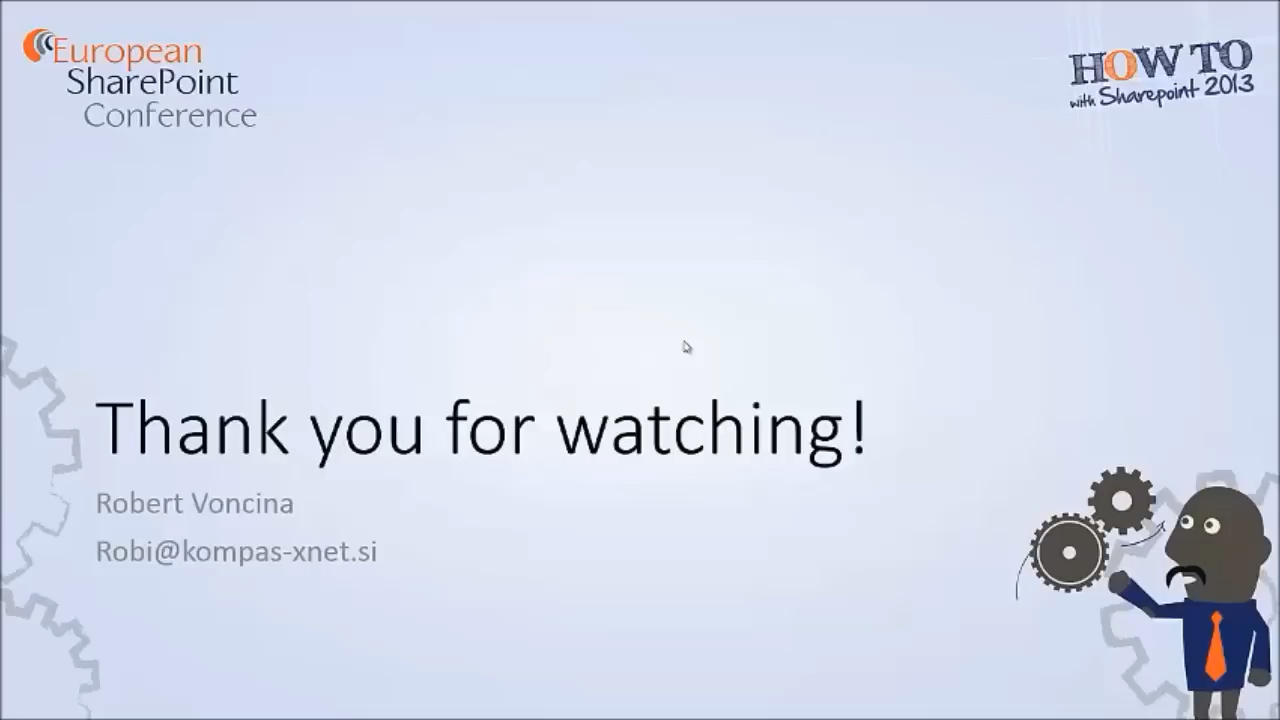 European
SharePoint
Conference
HOW TO
with Sharepoint 2013
Thank you for watching!
Robert Voncina
Robi@kompas-xnet.si